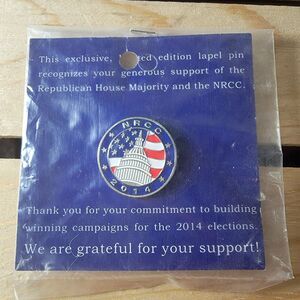 This exclusive, ed edition lapel pin
recognizes your generous support of the
Republican House Majority and the NRCC.
NRCC
2014
Thank you for your commitment to building
winning campaigns for the 2014 elections.
We are grateful for your support!